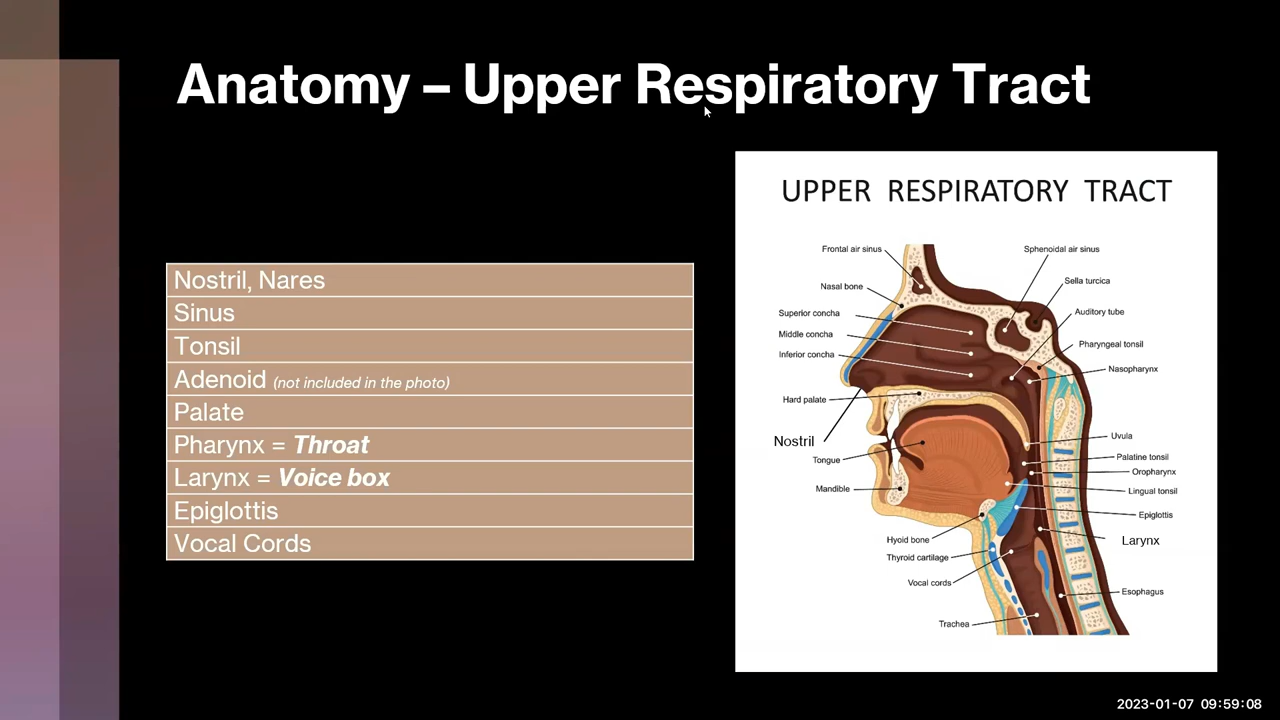 Anatomy – Upper Respiratory Tract
Nostril, Nares
Sinus
Tonsil
Adenoid (not included in the photo)
Palate
Pharynx = Throat
Larynx = Voice box
Epiglottis
Vocal Cords
UPPER RESPIRATORY TRACT
Frontal air sinus
Nasal bone
Superior concha
Middle concha
Inferior concha
Hard palate
Nostril
Tongue
Mandible
Hyoid bone
Thyroid cartilage
Vocal cords
Trachea
Sphenoidal air sinus
Sella turcica
Auditory tube
Pharyngeal tonsil
Nasopharynx
Uvula
Palatine tonsil
Oropharynx
Lingual tonsil
Epiglottis
Larynx
Esophagus
2023-01-07 09:59:08